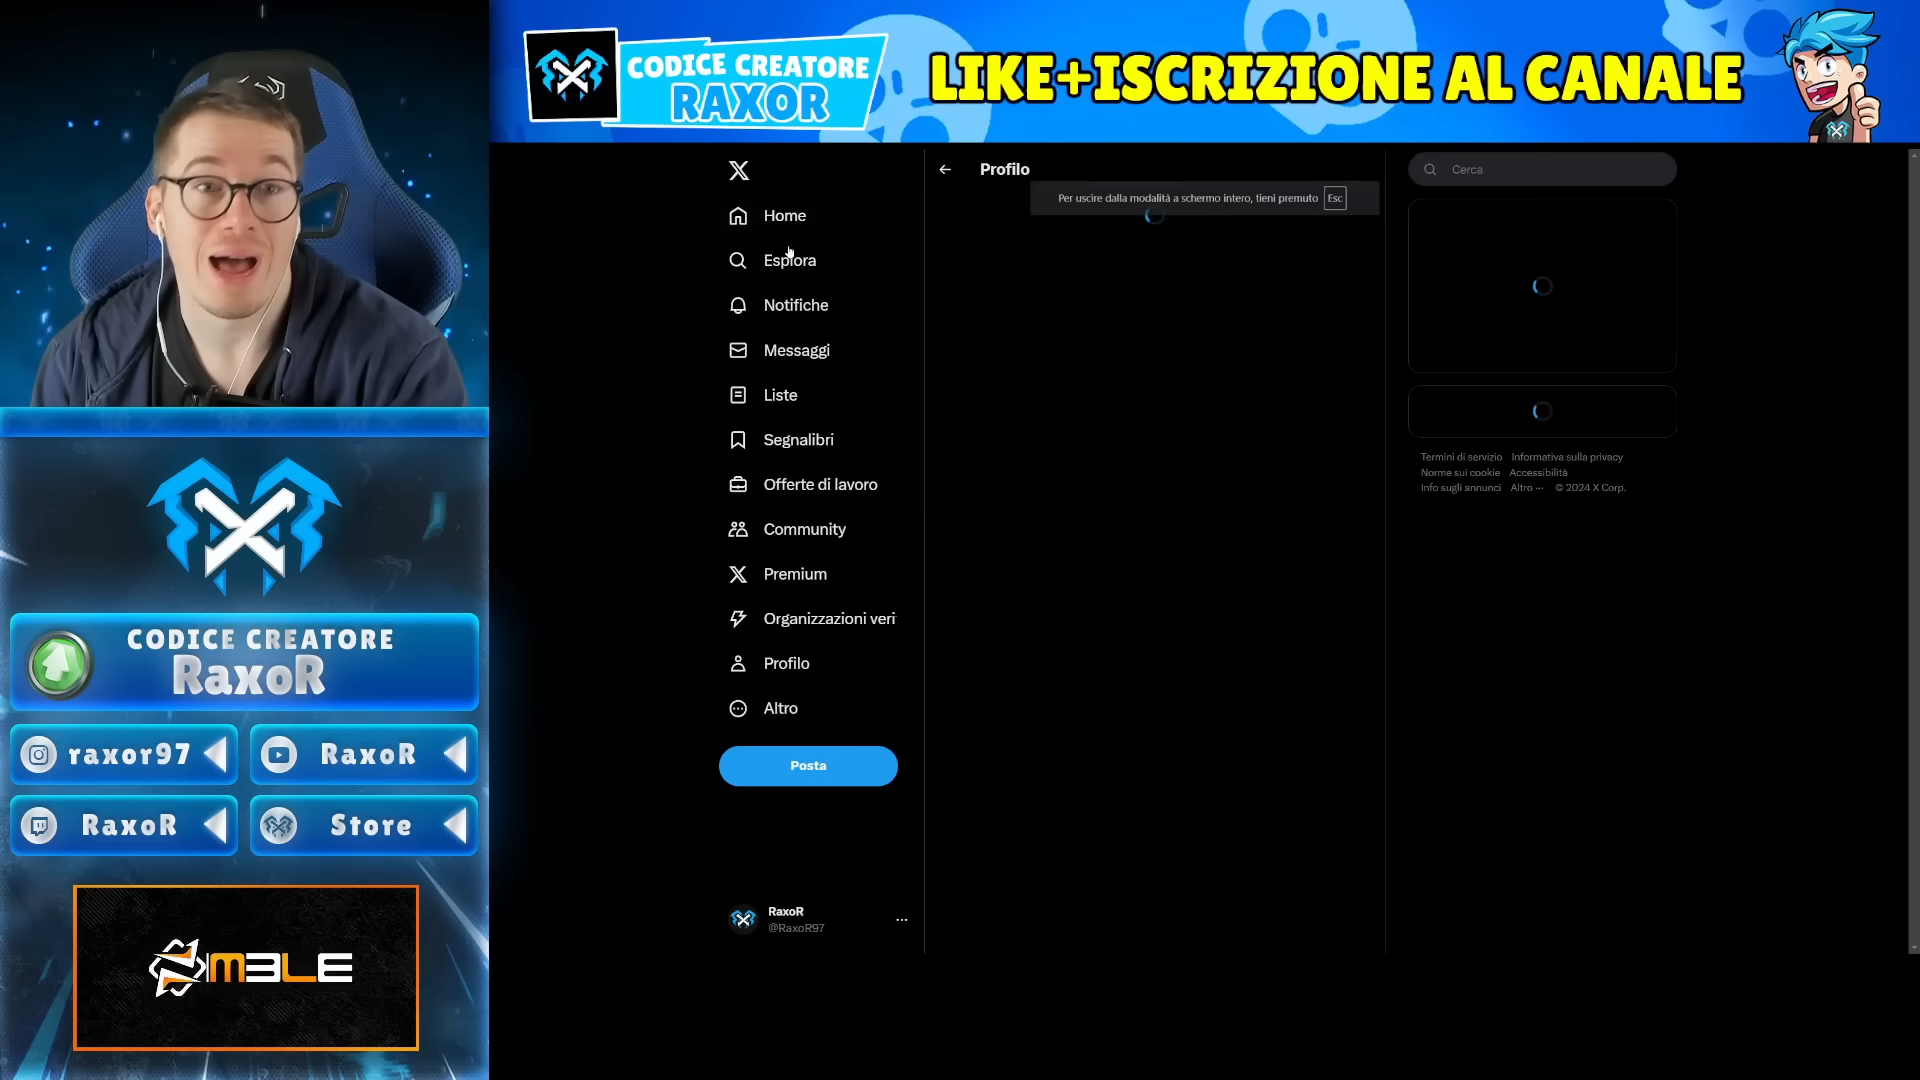 CODICE CREATORE
RAXOR
LIKE+ISCRIZIONE AL CANALE
X
Home
Esplora
Notifiche
Messaggi
Liste
Segnalibri
Offerte di lavoro
Community
Premium
Organizzazioni veri
Profilo
Altro
Posta
RaxoR
@RaxoR97
Profilo
Per uscire dalla modalità a schermo intero, tieni premuto Esc
Cerca
Termini di servizio Informativa sulla privacy
Norme sui cookie Accessibilità
Info sugli annunci Altro ··· © 2024 X Corp.
CODICE CREATORE
RaxoR
raxor97
RaxoR
RaxoR
Store